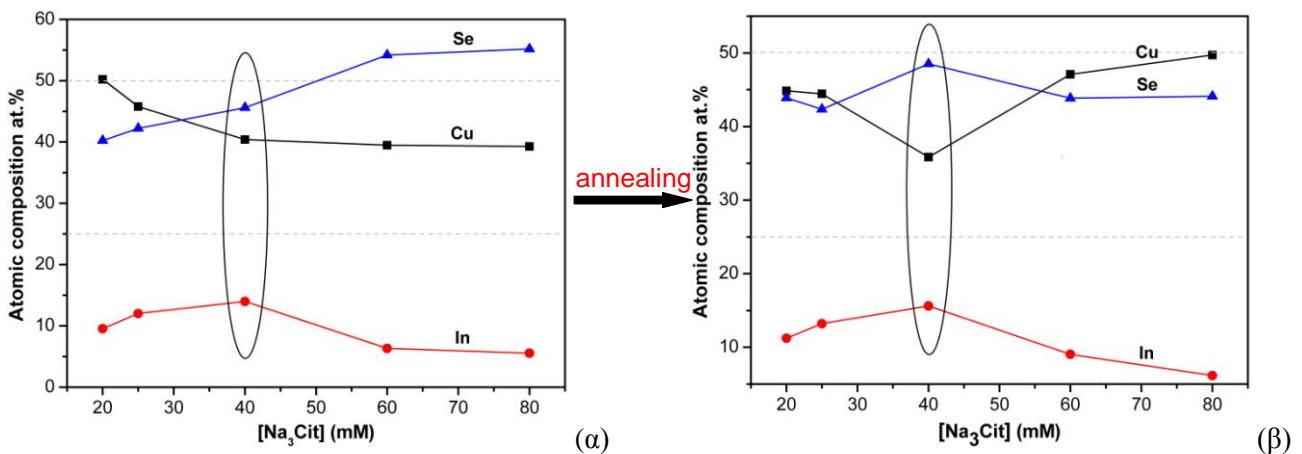 Atomic composition at.%
60
50
40
30
20
10
0
Se
Cu
In
20 30 40 50 60 70 80
[Na₃Cit] (mM)
(α)
annealing
Atomic composition at.%
50
40
30
20
10
Cu
Se
In
20 30 40 50 60 70 80
[Na₃Cit] (mM)
(β)